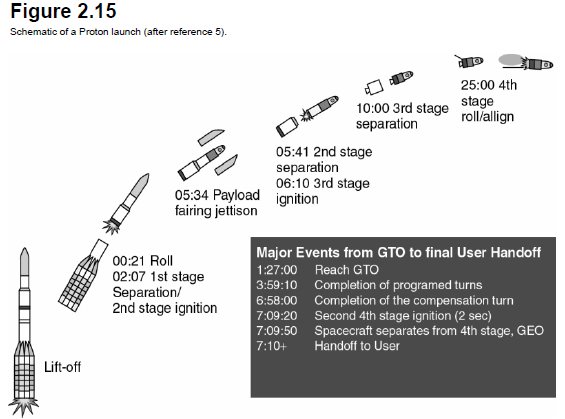 Figure 2.15
Schematic of a Proton launch (after reference 5).
25:00 4th
stage
roll/allign
10:00 3rd stage
separation
05:41 2nd stage
separation
06:10 3rd stage
ignition
05:34 Payload
fairing jettison
00:21 Roll
02:07 1st stage
Separation/
2nd stage ignition
Lift-off
Major Events from GTO to final User Handoff
1:27:00 Reach GTO
3:59:10 Completion of programed turns
6:58:00 Completion of the compensation turn
7:09:20 Second 4th stage ignition (2 sec)
7:09:50 Spacecraft separates from 4th stage, GEO
7:10+ Handoff to User